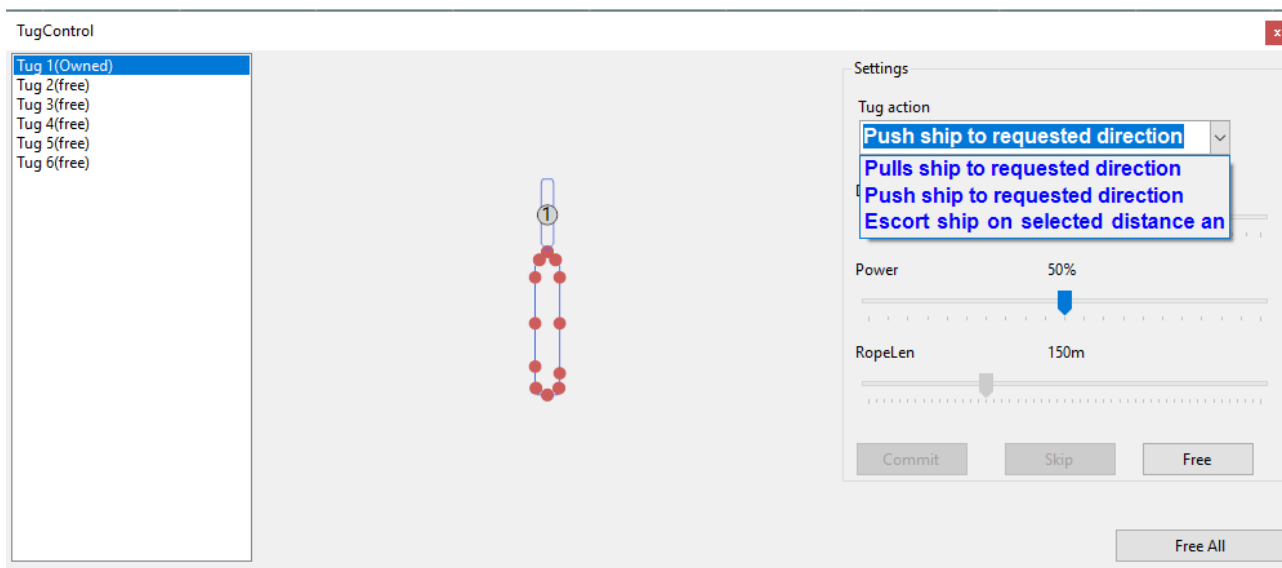 TugControl
x
Tug 1(Owned)
Tug 2(free)
Tug 3(free)
Tug 4(free)
Tug 5(free)
Tug 6(free)
1
Settings
Tug action
Push ship to requested direction
Pulls ship to requested direction
Push ship to requested direction
Escort ship on selected distance an
Power 50%
RopeLen 150m
Commit Skip Free
Free All